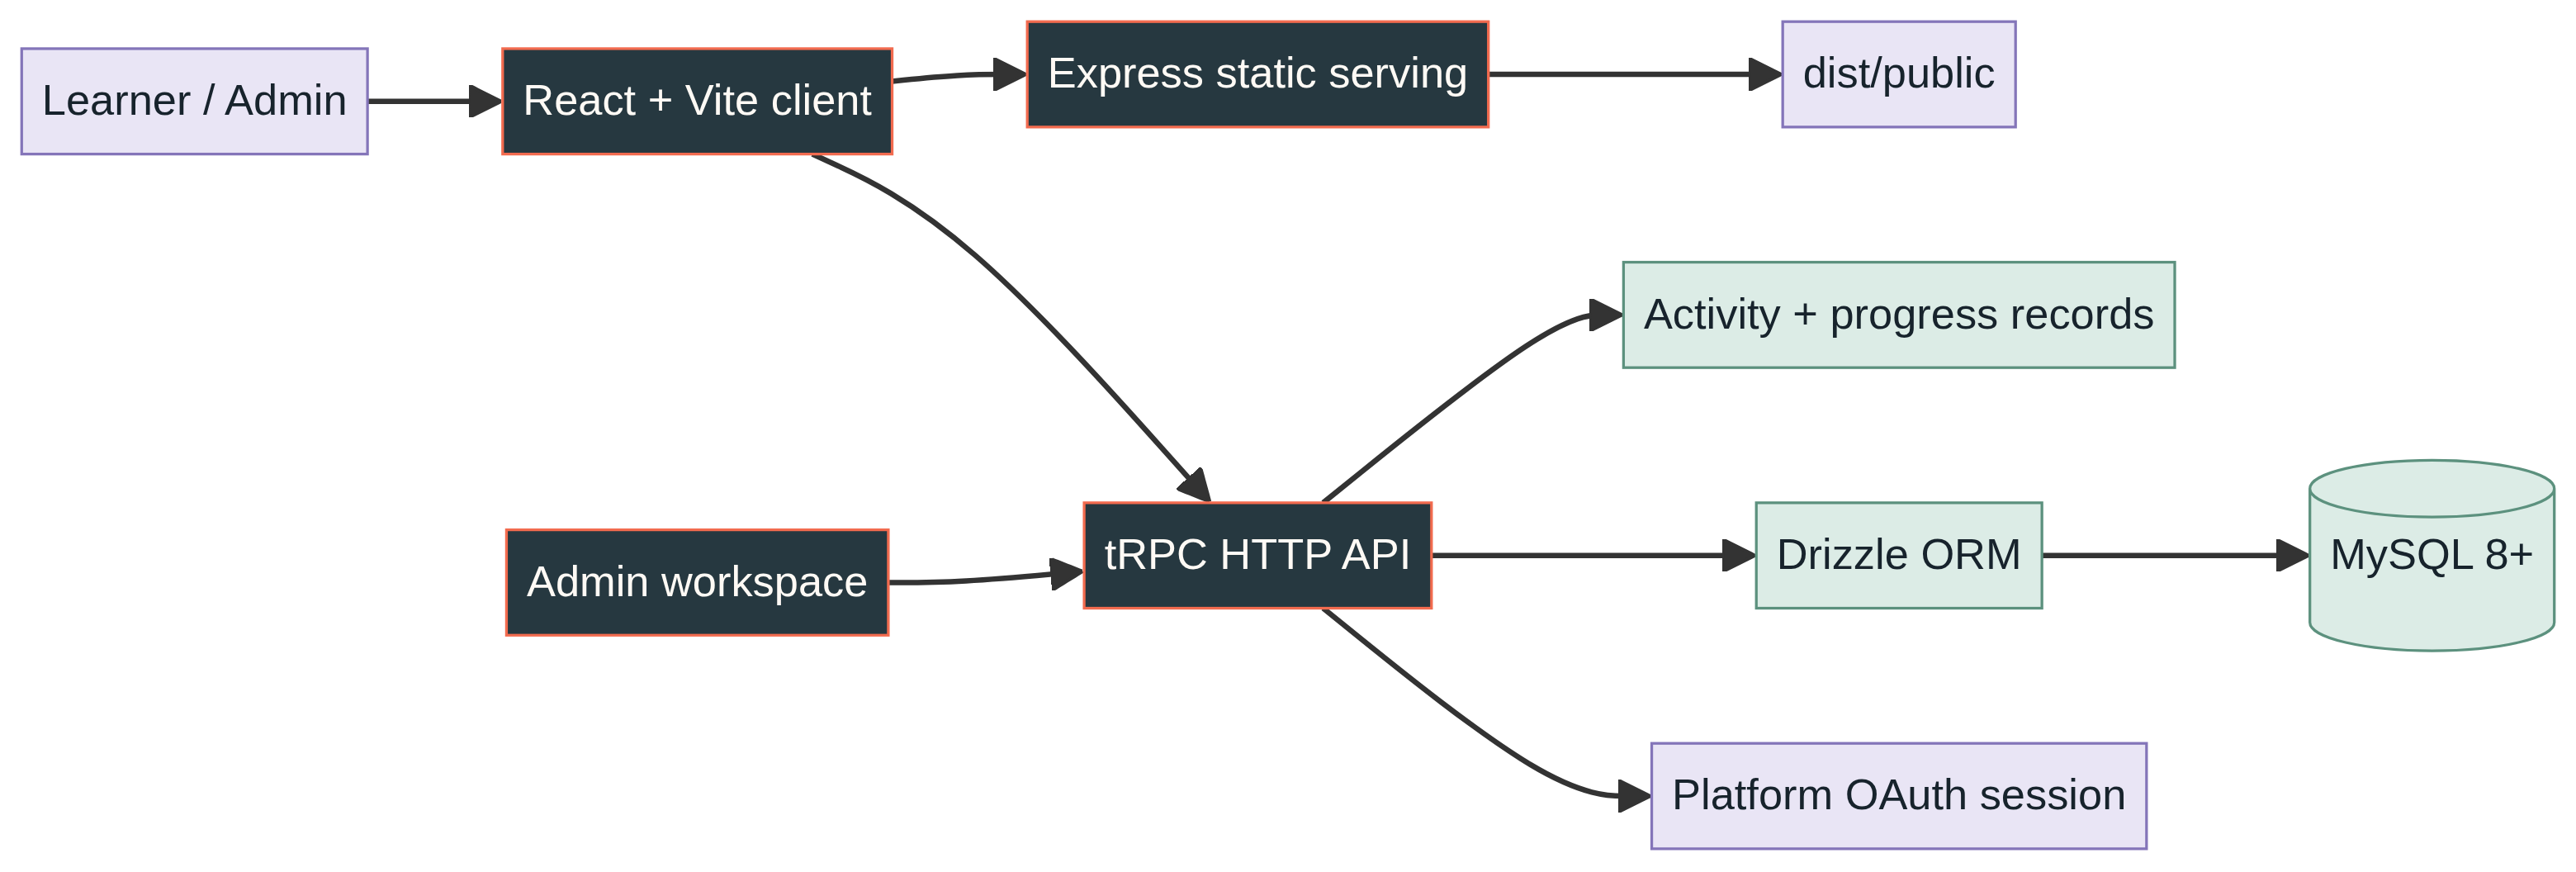 Learner / Admin
React + Vite client
Express static serving
dist/public
Activity + progress records
Admin workspace
tRPC HTTP API
Drizzle ORM
MySQL 8+
Platform OAuth session